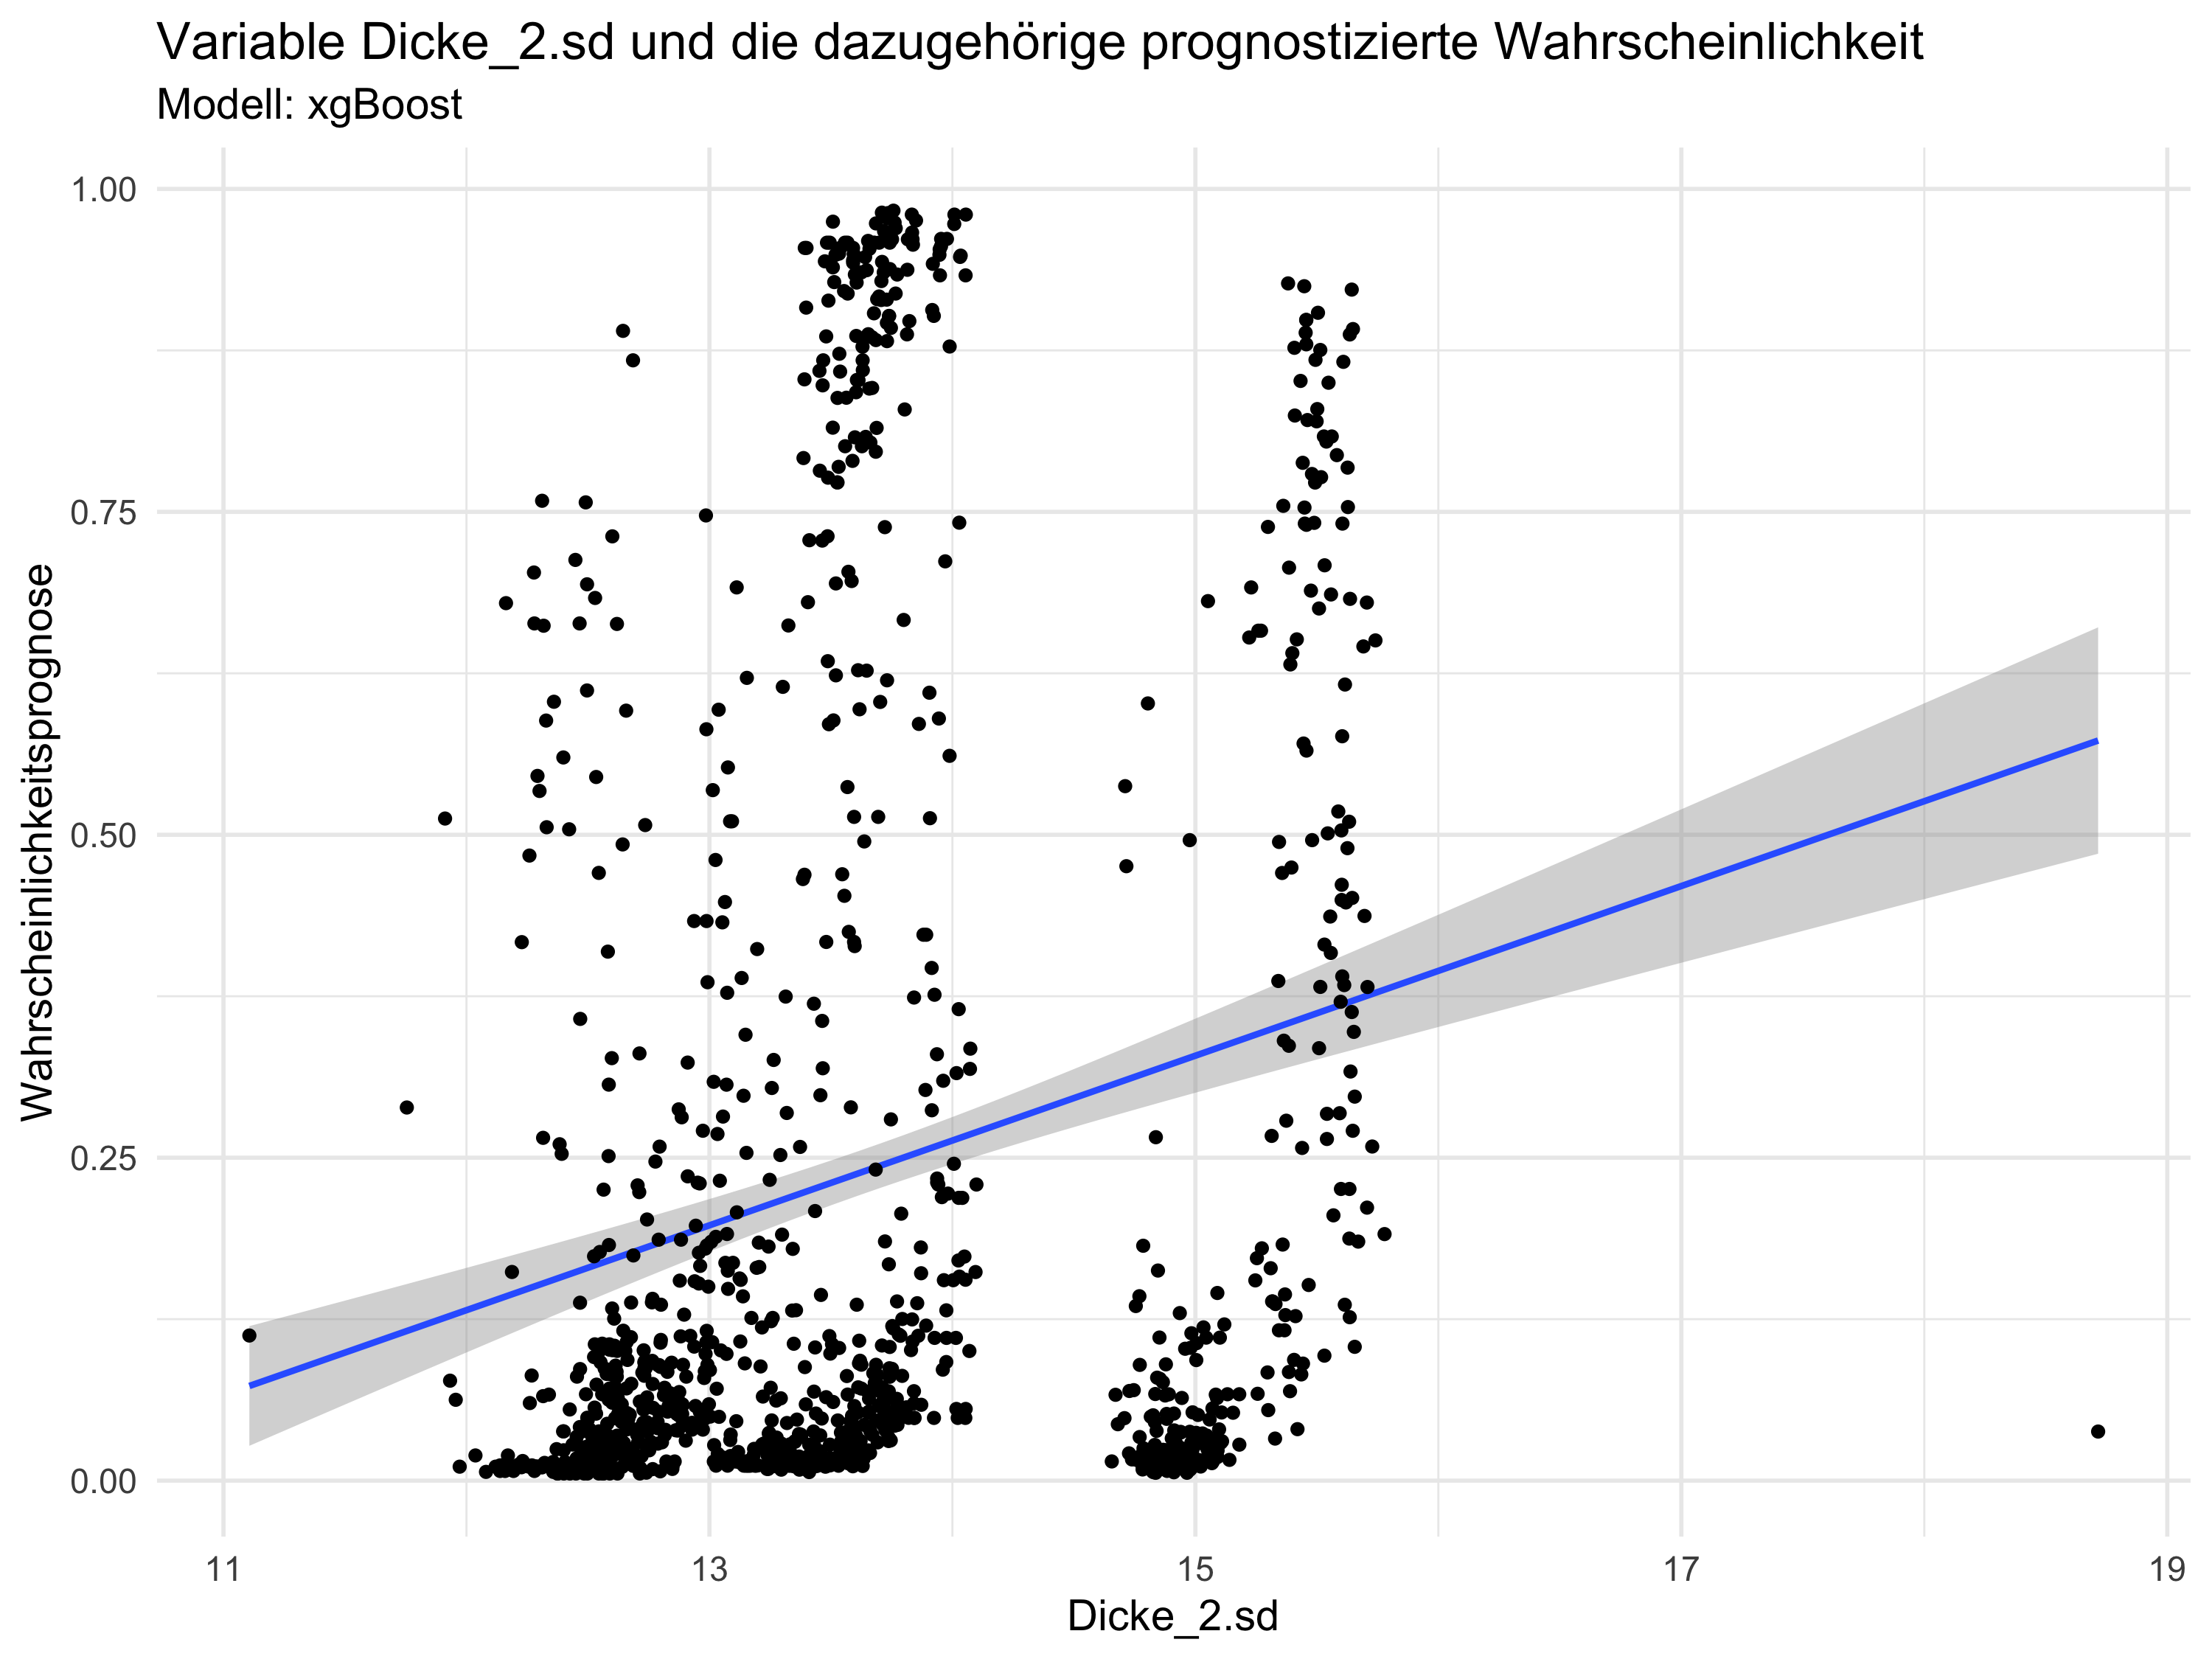 Variable Dicke_2.sd und die dazugehörige prognostizierte Wahrscheinlichkeit
Modell: xgBoost
Wahrscheinlichkeitsprognose
1.00
0.75
0.50
0.25
0.00
11
13
15
17
19
Dicke_2.sd